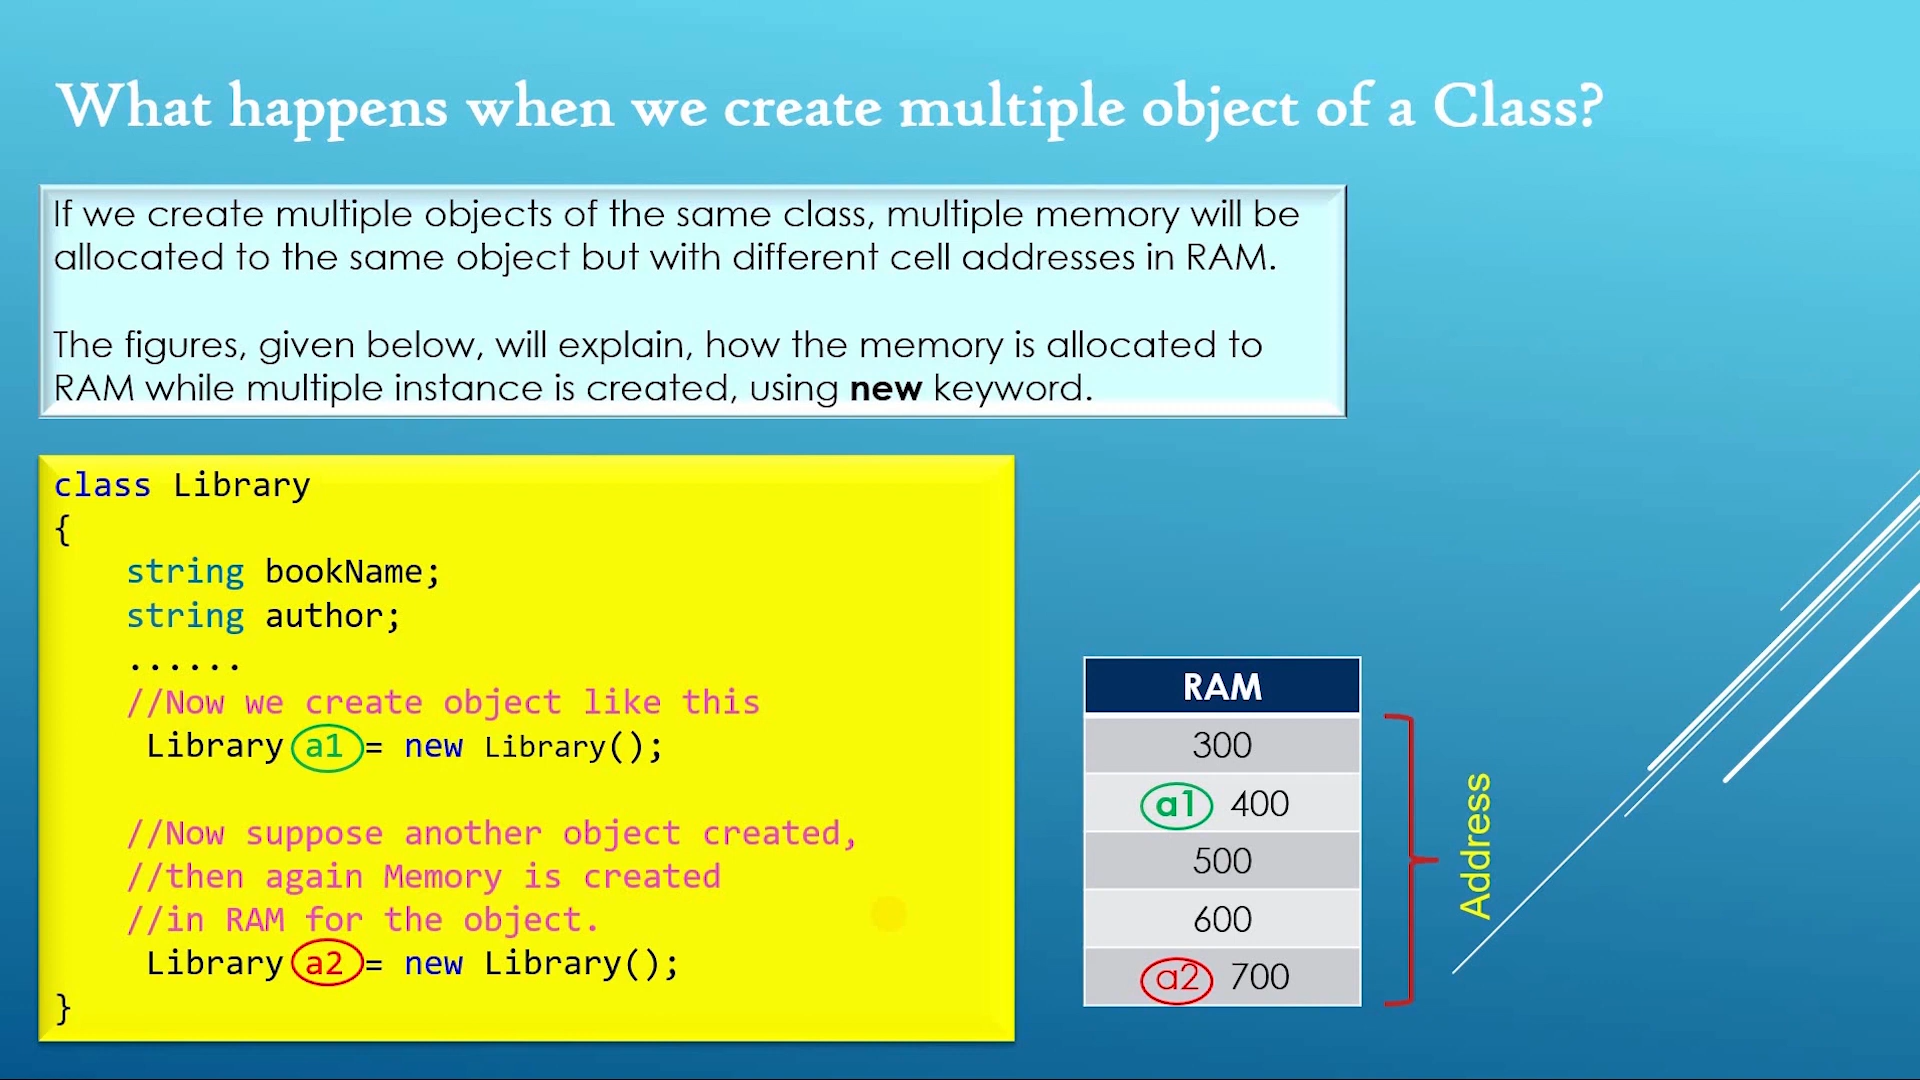 What happens when we create multiple object of a Class?
If we create multiple objects of the same class, multiple memory will be
allocated to the same object but with different cell addresses in RAM.
The figures, given below, will explain, how the memory is allocated to
RAM while multiple instance is created, using new keyword.
class Library
{
string bookName;
string author;
......
//Now we create object like this
Library a1 = new Library();
//Now suppose another object created,
//then again Memory is created
//in RAM for the object.
Library a2 = new Library();
}
RAM
300
a1 400
500
600
a2 700
Address